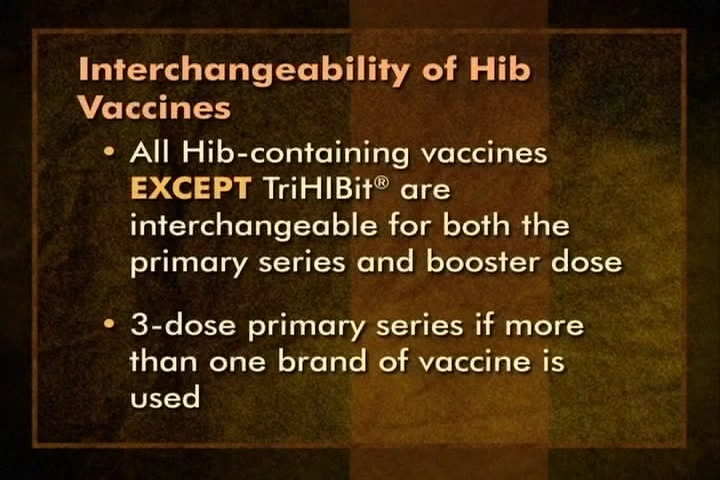 Interchangeability of Hib
Vaccines
• All Hib-containing vaccines
EXCEPT TriHIBit® are
interchangeable for both the
primary series and booster dose
• 3-dose primary series if more
than one brand of vaccine is
used